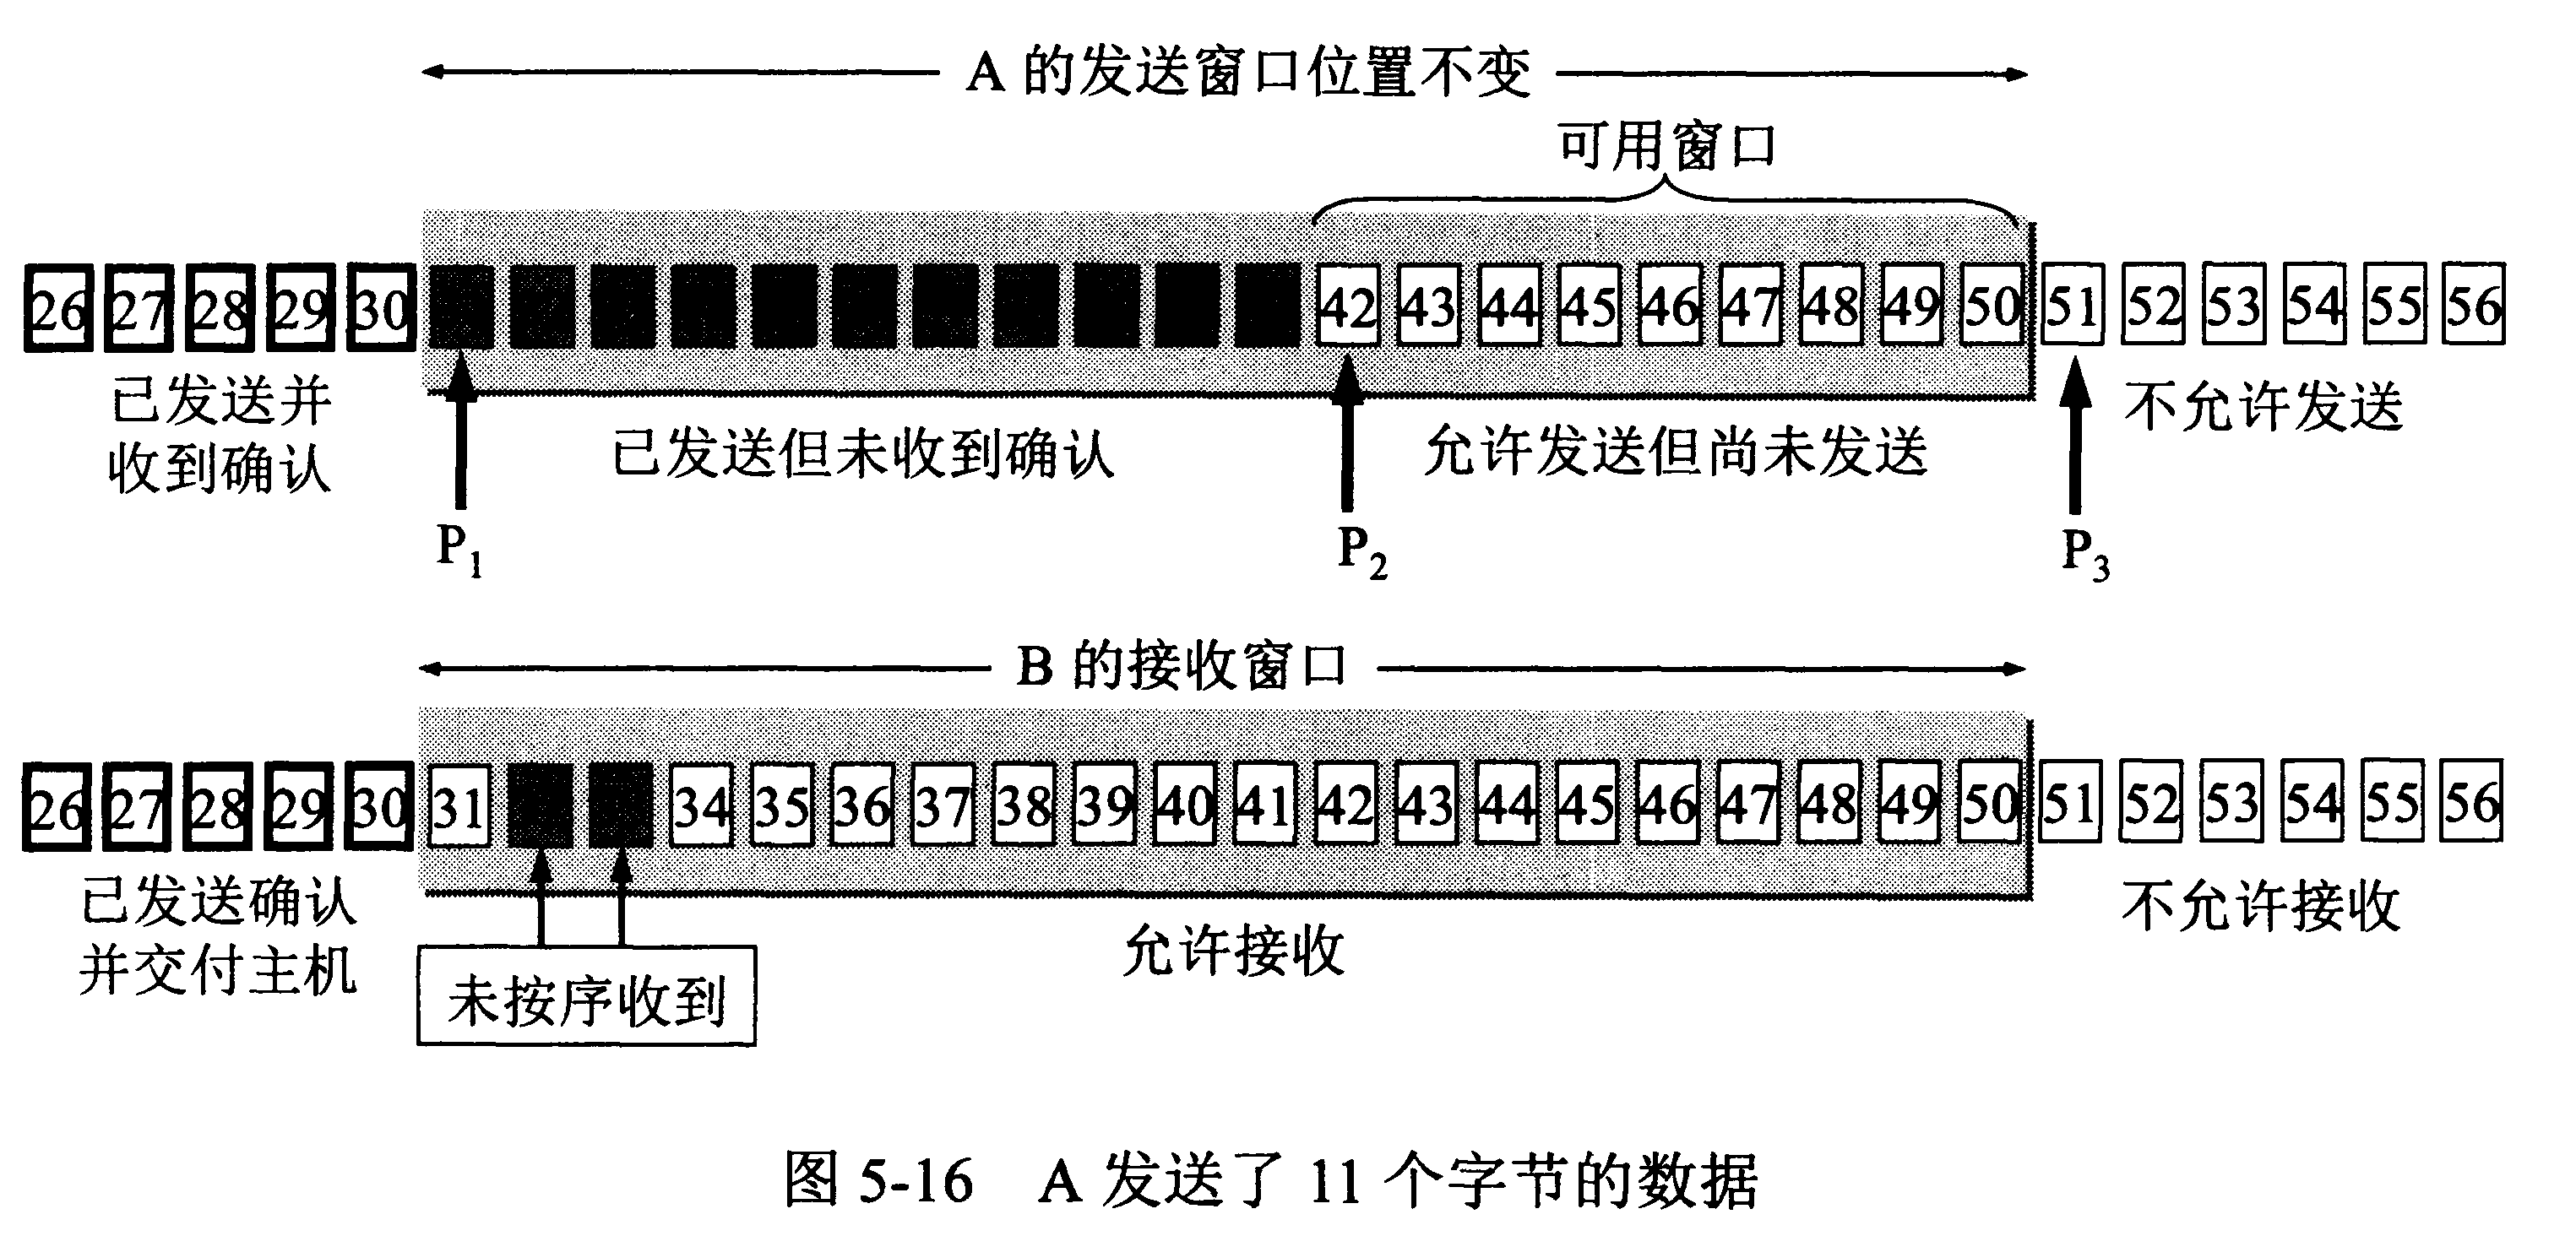 A 的发送窗口位置不变
可用窗口
26 27 28 29 30 42 43 44 45 46 47 48 49 50 51 52 53 54 55 56
已发送并
收到确认
已发送但未收到确认
允许发送但尚未发送
不允许发送
P1
P2
P3
B 的接收窗口
26 27 28 29 30 31 34 35 36 37 38 39 40 41 42 43 44 45 46 47 48 49 50 51 52 53 54 55 56
已发送确认
并交付主机
未按序收到
允许接收
不允许接收
图 5-16 A 发送了 11 个字节的数据